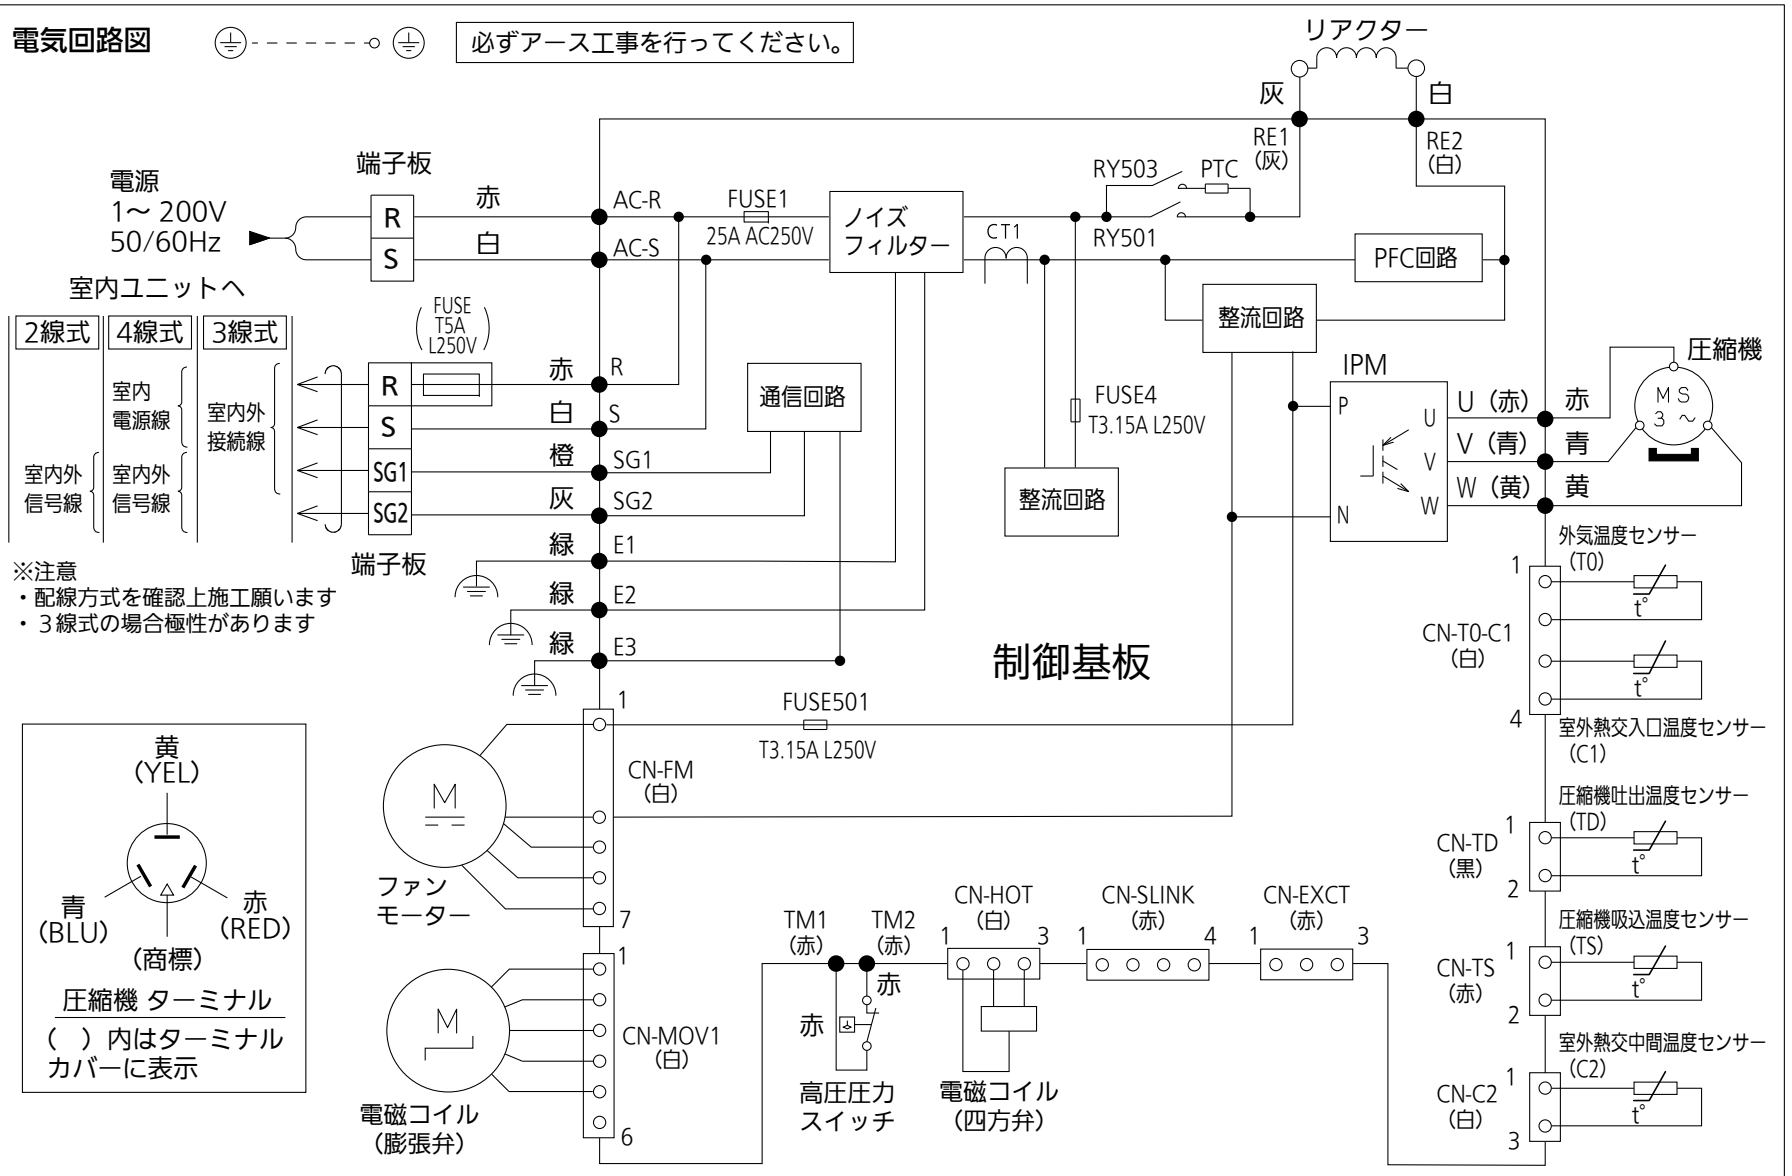 電気回路図
必ずアース工事を行ってください。
リアクター
灰
白
RE1
(灰)
RE2
(白)
電源
1～200V
50/60Hz
端子板
R
S
赤
白
AC-R
AC-S
FUSE1
25A AC250V
ノイズ
フィルター
CT1
RY503
PTC
RY501
PFC回路
整流回路
室内ユニットへ
2線式
4線式
3線式
室内
電源線
室内外
接続線
室内外
信号線
室内外
信号線
(FUSE
T5A
L250V)
R
S
SG1
SG2
端子板
赤
白
橙
灰
緑
緑
緑
R
S
SG1
SG2
E1
E2
E3
通信回路
FUSE4
T3.15A L250V
整流回路
IPM
P
N
U
V
W
U（赤）
V（青）
W（黄）
赤
青
黄
圧縮機
MS
3～
※注意
・配線方式を確認上施工願います
・３線式の場合極性があります
制御基板
FUSE501
T3.15A L250V
1
CN-FM
(白)
7
M
ファン
モーター
1
CN-MOV1
(白)
6
M
電磁コイル
(膨張弁)
黄
(YEL)
青
(BLU)
赤
(RED)
(商標)
圧縮機 ターミナル
(　)内はターミナル
カバーに表示
TM1
(赤)
TM2
(赤)
赤
赤
高圧圧力
スイッチ
CN-HOT
(白)
1
3
電磁コイル
(四方弁)
CN-SLINK
(赤)
1
4
CN-EXCT
(赤)
1
3
外気温度センサー
(T0)
1
t°
CN-T0-C1
(白)
t°
4
室外熱交入口温度センサー
(C1)
圧縮機吐出温度センサー
(TD)
1
CN-TD
(黒)
t°
2
圧縮機吸込温度センサー
(TS)
1
CN-TS
(赤)
t°
2
室外熱交中間温度センサー
(C2)
1
CN-C2
(白)
t°
3